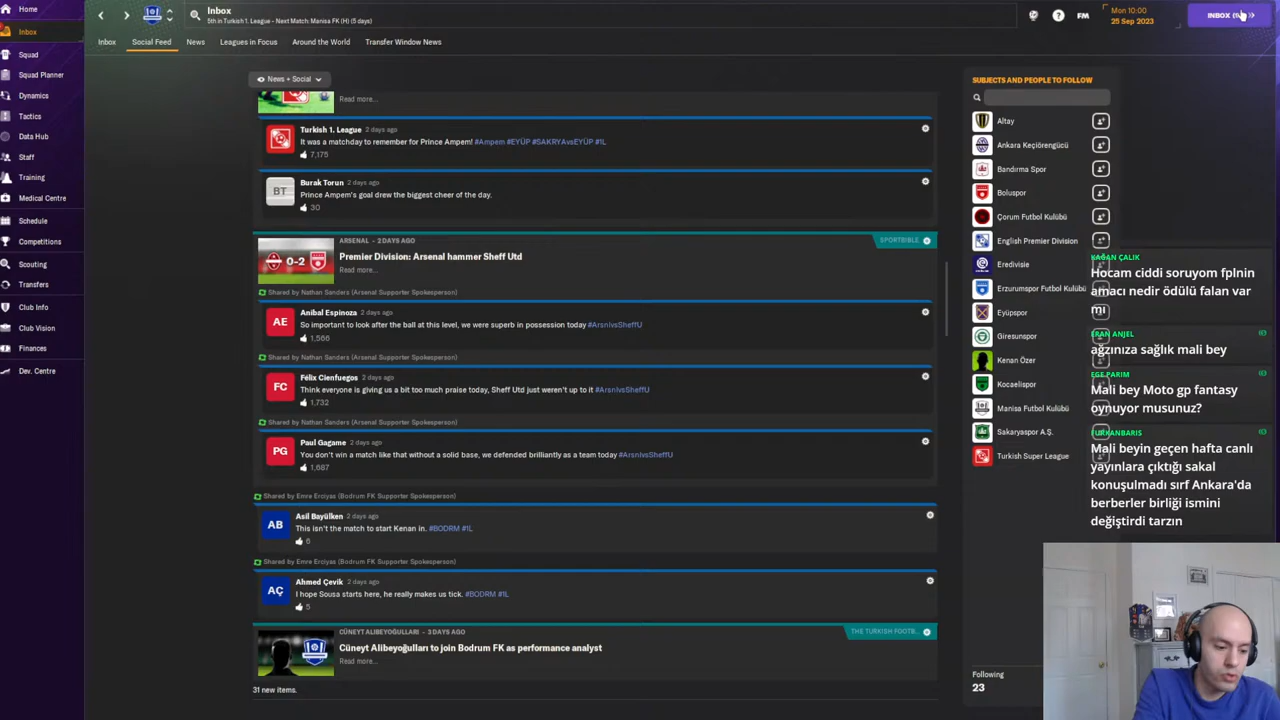 Home
Inbox
Squad
Squad Planner
Dynamics
Tactics
Data Hub
Staff
Training
Medical Centre
Schedule
Competitions
Scouting
Transfers
Club Info
Club Vision
Finances
Dev. Centre
Inbox
5th in Turkish 1. League - Next Match: Manisa FK (H) (5 days)
FM
Mon 10:00
25 Sep 2023
INBOX
Inbox
Social Feed
News
Leagues in Focus
Around the World
Transfer Window News
News + Social
Read more...
Turkish 1. League 2 days ago
It was a matchday to remember for Prince Ampem! #Ampem #EYÜP #SAKRYAvsEYÜP #1L
7,175
BT
Burak Torun 2 days ago
Prince Ampem's goal drew the biggest cheer of the day.
30
ARSENAL - 2 DAYS AGO
SPORTBIBLE
0-2
Premier Division: Arsenal hammer Sheff Utd
Read more...
Shared by Nathan Sanders (Arsenal Supporter Spokesperson)
AE
Anibal Espinoza 2 days ago
So important to look after the ball at this level, we were superb in possession today #ArsnlvsSheffU
1,566
Shared by Nathan Sanders (Arsenal Supporter Spokesperson)
FC
Félix Cienfuegos 2 days ago
Think everyone is giving us a bit too much praise today, Sheff Utd just weren't up to it #ArsnlvsSheffU
1,732
Shared by Nathan Sanders (Arsenal Supporter Spokesperson)
PG
Paul Gagame 2 days ago
You don't win a match like that without a solid base, we defended brilliantly as a team today #ArsnlvsSheffU
1,687
Shared by Emre Erciyas (Bodrum FK Supporter Spokesperson)
AB
Asil Bayülken 2 days ago
This isn't the match to start Kenan in. #BODRM #1L
6
Shared by Emre Erciyas (Bodrum FK Supporter Spokesperson)
AÇ
Ahmed Çevik 2 days ago
I hope Sousa starts here, he really makes us tick. #BODRM #1L
5
CÜNEYT ALIBEYOĞULLARI - 3 DAYS AGO
THE TURKISH FOOTB...
Cüneyt Alibeyoğulları to join Bodrum FK as performance analyst
Read more...
31 new items.
SUBJECTS AND PEOPLE TO FOLLOW
Altay
Ankara Keçiörengücü
Bandırma Spor
Boluspor
Çorum Futbol Kulübü
English Premier Division
Eredivisie
Erzurumspor Futbol Kulübü
Eyüpspor
Giresunspor
Kenan Özer
Kocaelispor
Manisa Futbol Kulübü
Sakaryaspor A.Ş.
Turkish Super League
Following
23
KAĞAN ÇALIK
Hocam ciddi soruyorm fplnin
amacı nedir ödülü falan var
mı
ERAN ANJEL
ağzınıza sağlık mali bey
EGE PARIM
Mali bey Moto gp fantasy
oynuyor musunuz?
FURKANBARIS
Mali beyin geçen hafta canlı
yayınlara çıktığı sakal
konuşulmadı sırf Ankara'da
berberler birliği ismini
değiştirdi tarzın